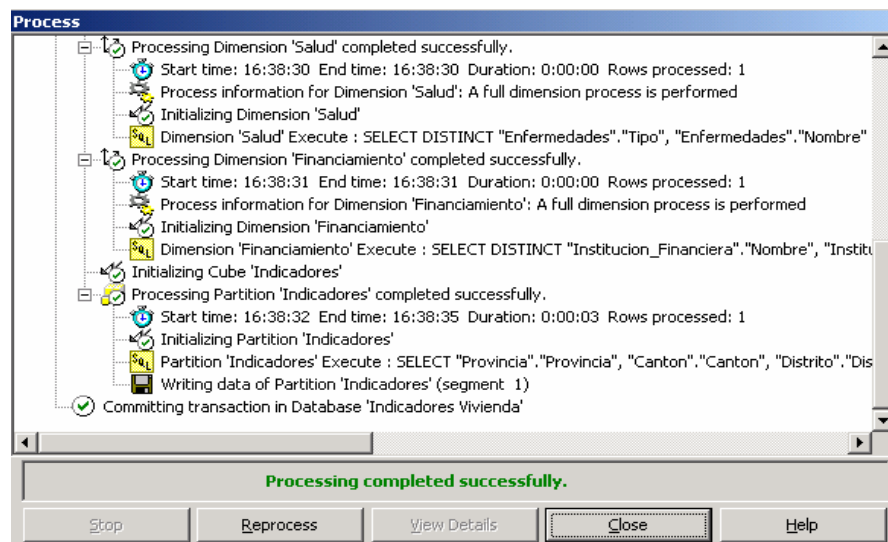 Process
Processing Dimension 'Salud' completed successfully.
Start time: 16:38:30 End time: 16:38:30 Duration: 0:00:00 Rows processed: 1
Process information for Dimension 'Salud': A full dimension process is performed
Initializing Dimension 'Salud'
SQL Dimension 'Salud' Execute : SELECT DISTINCT "Enfermedades"."Tipo", "Enfermedades"."Nombre"
Processing Dimension 'Financiamiento' completed successfully.
Start time: 16:38:31 End time: 16:38:31 Duration: 0:00:00 Rows processed: 1
Process information for Dimension 'Financiamiento': A full dimension process is performed
Initializing Dimension 'Financiamiento'
SQL Dimension 'Financiamiento' Execute : SELECT DISTINCT "Institucion_Financiera"."Nombre", "Institu
Initializing Cube 'Indicadores'
Processing Partition 'Indicadores' completed successfully.
Start time: 16:38:32 End time: 16:38:35 Duration: 0:00:03 Rows processed: 1
Initializing Partition 'Indicadores'
SQL Partition 'Indicadores' Execute : SELECT "Provincia"."Provincia", "Canton"."Canton", "Distrito"."Dis
Writing data of Partition 'Indicadores' (segment 1)
Committing transaction in Database 'Indicadores Vivienda'
Processing completed successfully.
Stop Reprocess View Details Close Help